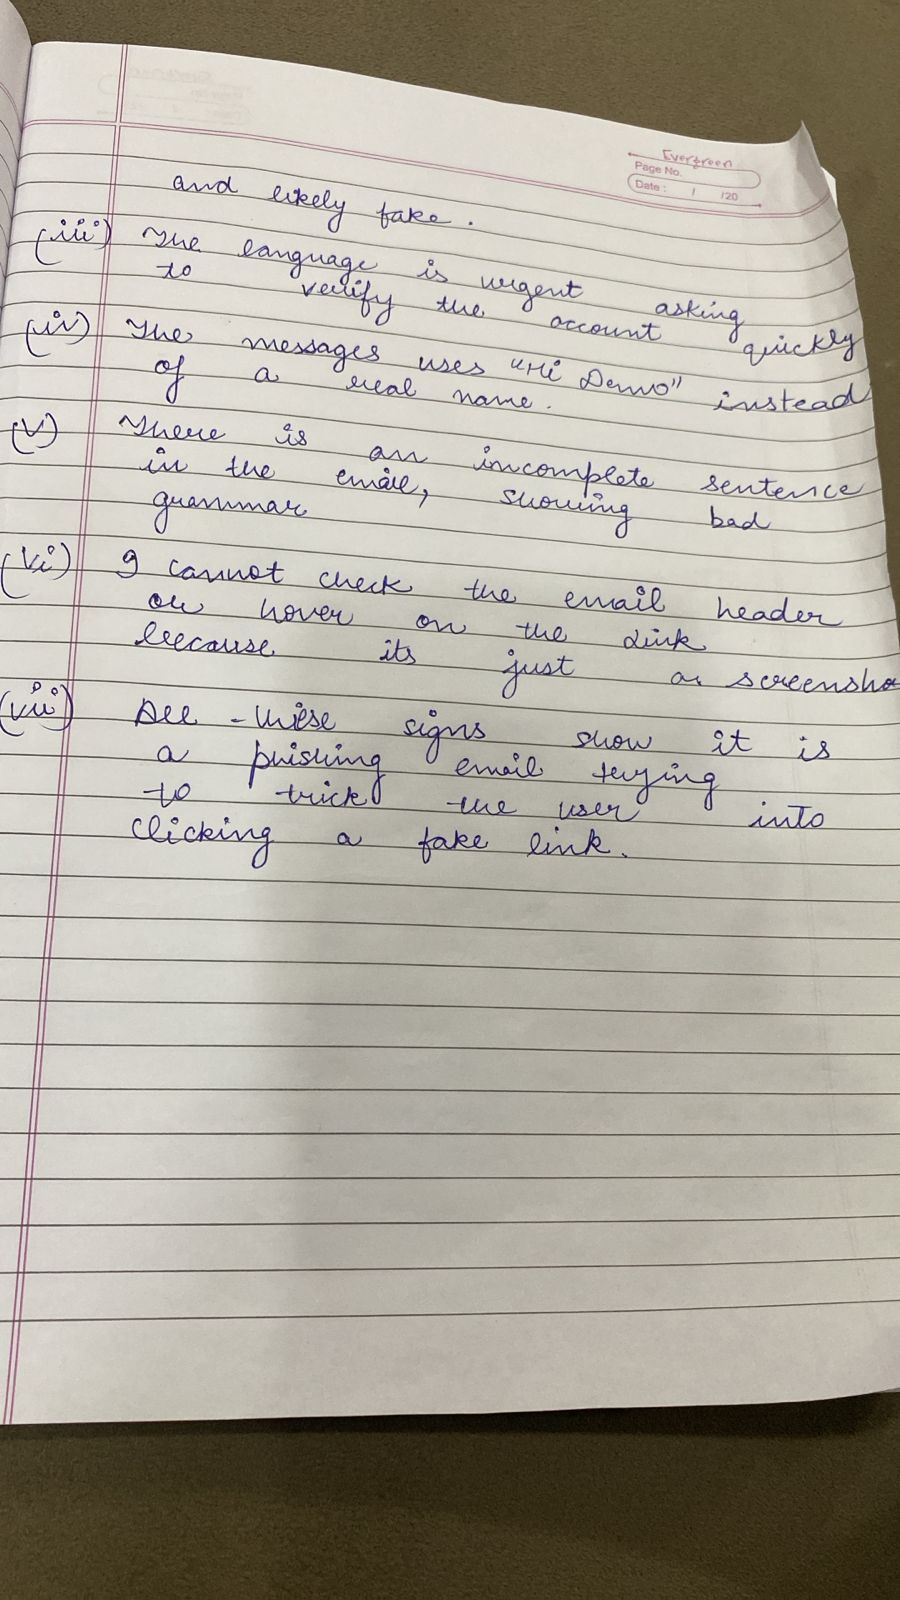 Evergreen
Page No.
Date : / /20
and likely fake.
(iii) The language is urgent asking
to verify the account quickly
(iv) The messages uses "Hi Demo" instead
of a real name.
(v) There is an incomplete sentence
in the email, showing bad
grammar
(vi) I cannot check the email header
or hover on the link
because its just a screensho
(vii) All these signs show it is
a phishing email trying
to trick the user into
clicking a fake link.